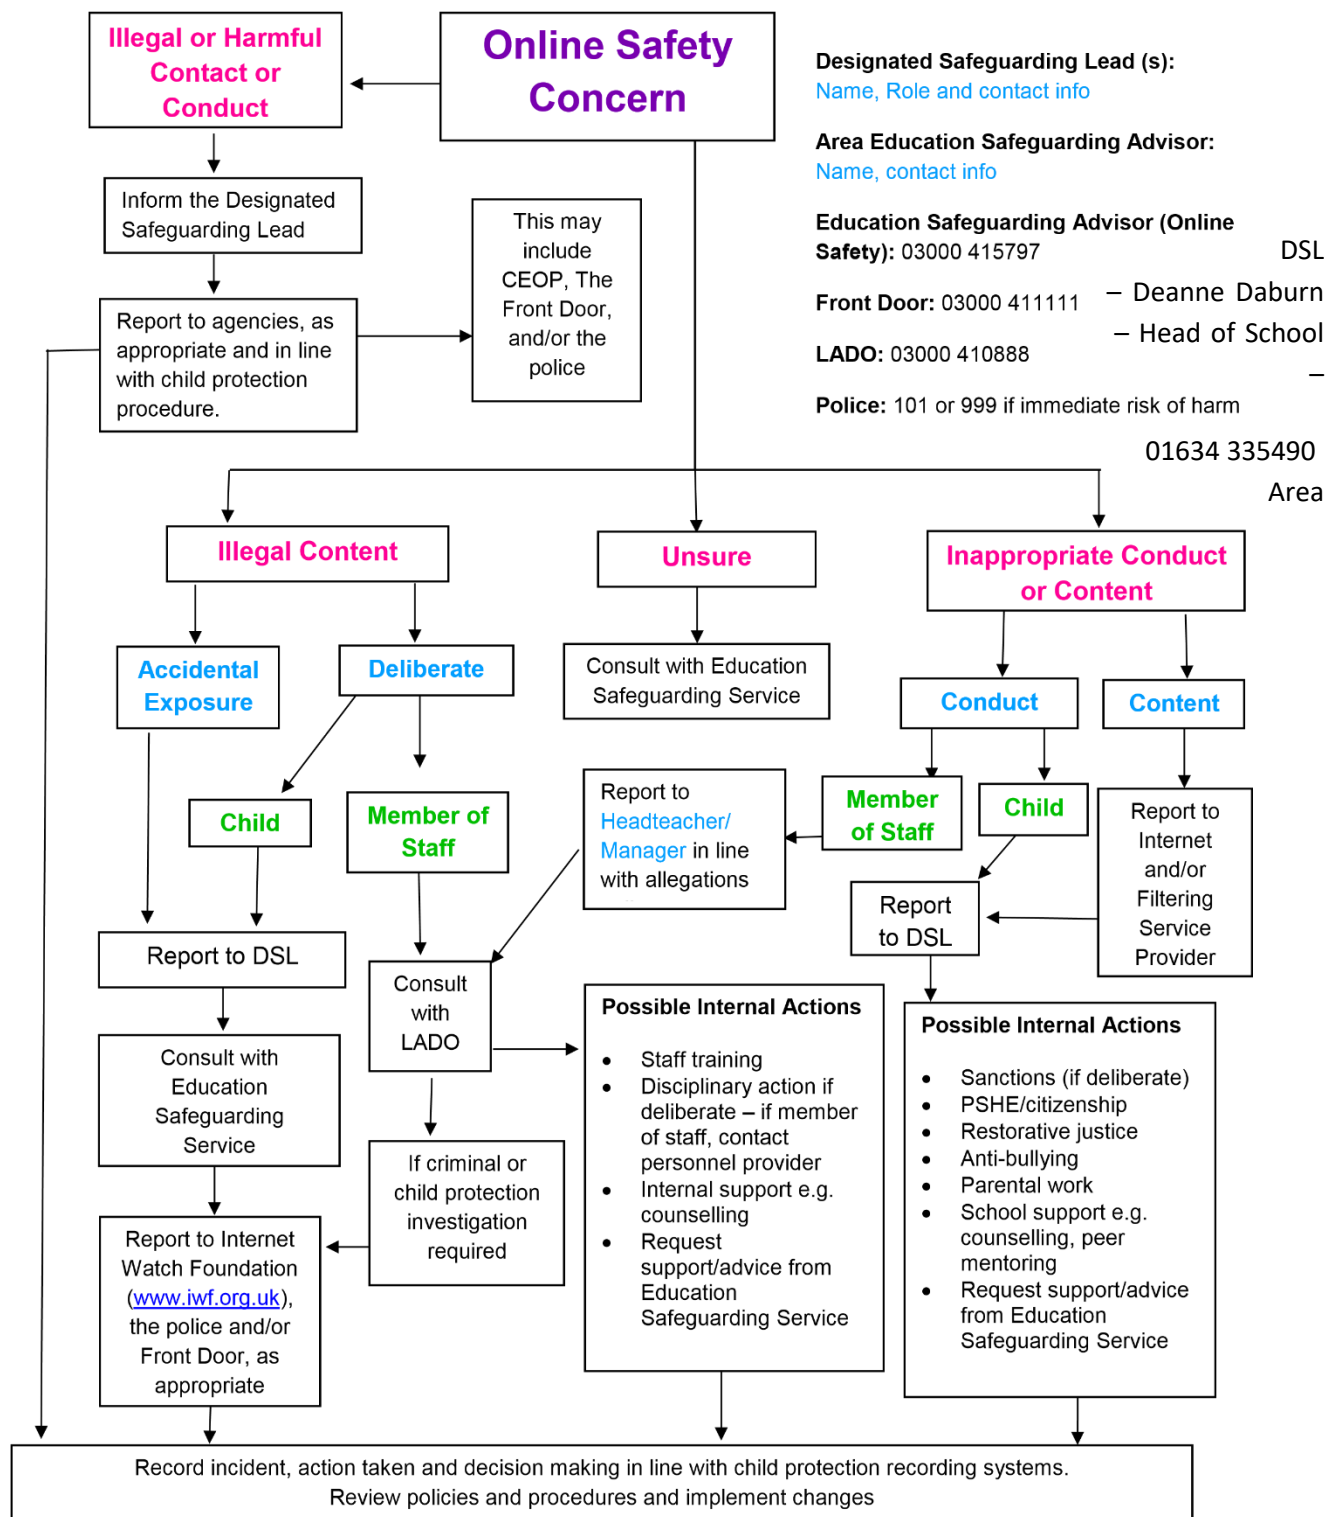 Illegal or Harmful
Contact or
Conduct
Online Safety
Concern
Designated Safeguarding Lead (s):
Name, Role and contact info
Area Education Safeguarding Advisor:
Name, contact info
Education Safeguarding Advisor (Online
Safety): 03000 415797
Front Door: 03000 411111
LADO: 03000 410888
Police: 101 or 999 if immediate risk of harm
DSL
– Deanne Daburn
– Head of School
–
01634 335490
Area
Inform the Designated
Safeguarding Lead
This may
include
CEOP, The
Front Door,
and/or the
police
Report to agencies, as
appropriate and in line
with child protection
procedure.
Illegal Content
Unsure
Inappropriate Conduct
or Content
Accidental
Exposure
Deliberate
Consult with Education
Safeguarding Service
Conduct
Content
Child
Member of
Staff
Report to
Headteacher/
Manager in line
with allegations
Member
of Staff
Child
Report to
Internet
and/or
Filtering
Service
Provider
Report
to DSL
Report to DSL
Consult
with
LADO
Consult with
Education
Safeguarding
Service
If criminal or
child protection
investigation
required
Report to Internet
Watch Foundation
(www.iwf.org.uk),
the police and/or
Front Door, as
appropriate
Possible Internal Actions
• Staff training
• Disciplinary action if
deliberate – if member
of staff, contact
personnel provider
• Internal support e.g.
counselling
• Request
support/advice from
Education
Safeguarding Service
Possible Internal Actions
• Sanctions (if deliberate)
• PSHE/citizenship
• Restorative justice
• Anti-bullying
• Parental work
• School support e.g.
counselling, peer
mentoring
• Request support/advice
from Education
Safeguarding Service
Record incident, action taken and decision making in line with child protection recording systems.
Review policies and procedures and implement changes